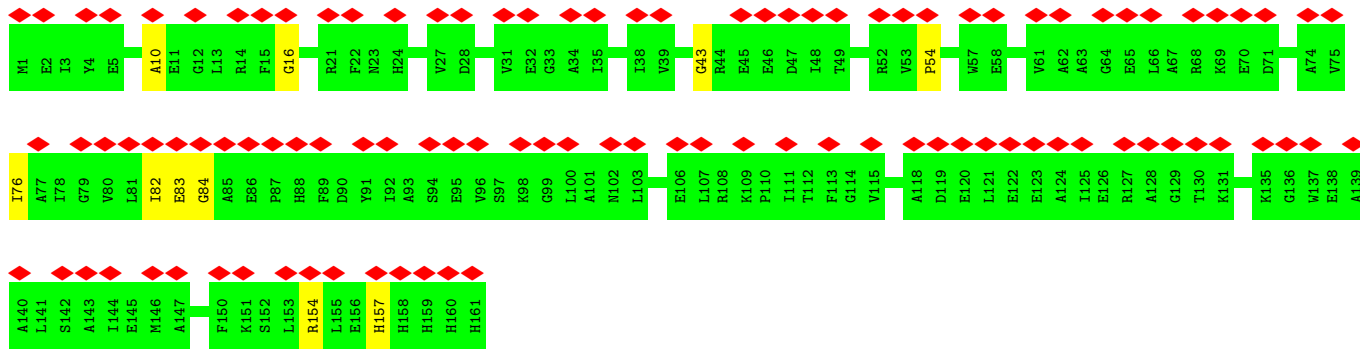 M1 E2 I3 Y4 E5 A10 E11 G12 L13 R14 F15 G16 R21 F22 N23 H24 V27 D28 V31 E32 G33 A34 I35 I38 V39 G43 R44 E45 E46 D47 I48 T49 R52 V53 P54 W57 E58 V61 A62 A63 G64 E65 L66 A67 R68 K69 E70 D71 A74 V75
I76 A77 I78 G79 V80 L81 I82 E83 G84 A85 E86 P87 H88 F89 D90 Y91 I92 A93 S94 E95 V96 S97 K98 G99 L100 A101 N102 L103 E106 L107 R108 K109 P110 I111 T112 F113 G114 V115 A118 D119 E120 L121 E122 E123 A124 I125 E126 R127 A128 G129 T130 K131 K135 G136 W137 E138 A139
A140 L141 S142 A143 I144 E145 M146 A147 F150 K151 S152 L153 R154 L155 E156 H157 H158 H159 H160 H161